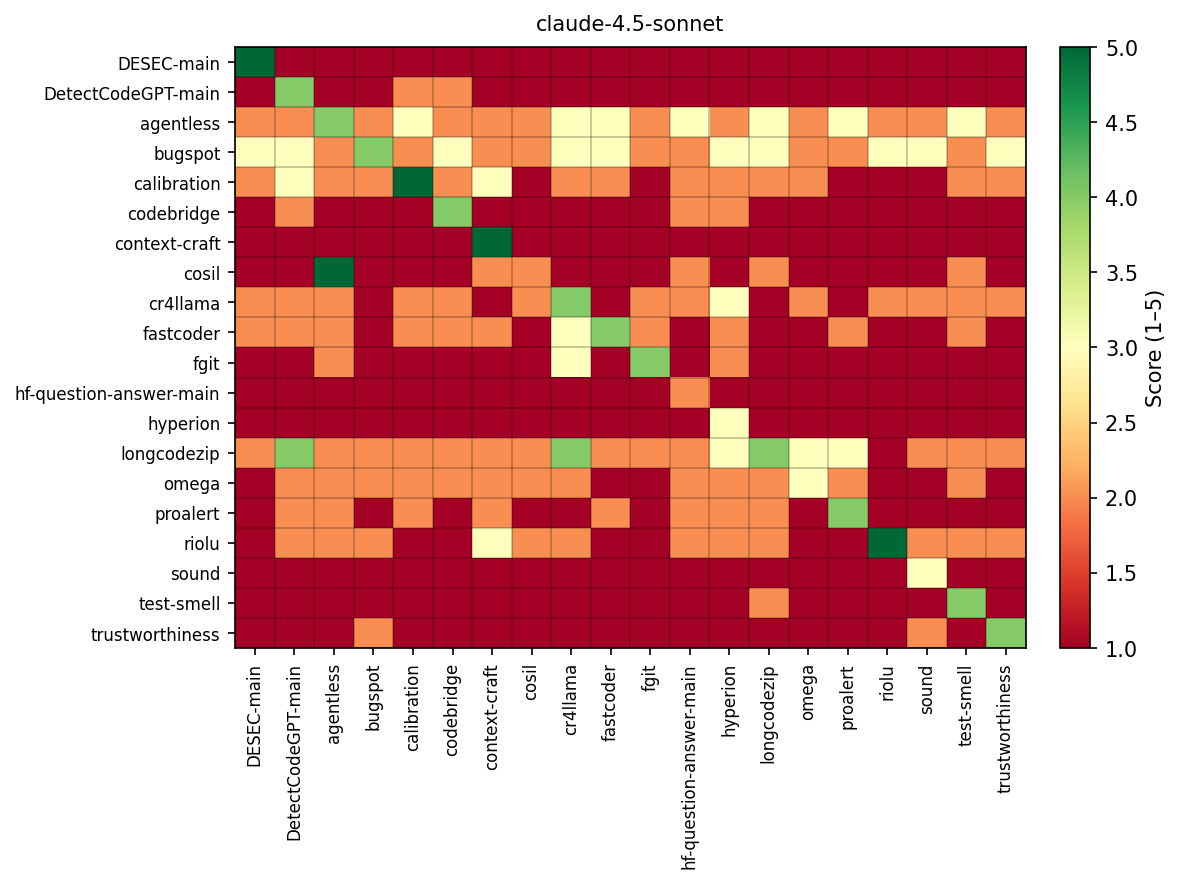 claude-4.5-sonnet
DESEC-main
DetectCodeGPT-main
agentless
bugspot
calibration
codebridge
context-craft
cosil
cr4llama
fastcoder
fgit
hf-question-answer-main
hyperion
longcodezip
omega
proalert
riolu
sound
test-smell
trustworthiness
DESEC-main
DetectCodeGPT-main
agentless
bugspot
calibration
codebridge
context-craft
cosil
cr4llama
fastcoder
fgit
hf-question-answer-main
hyperion
longcodezip
omega
proalert
riolu
sound
test-smell
trustworthiness
5.0
4.5
4.0
3.5
3.0
2.5
2.0
1.5
1.0
Score (1–5)